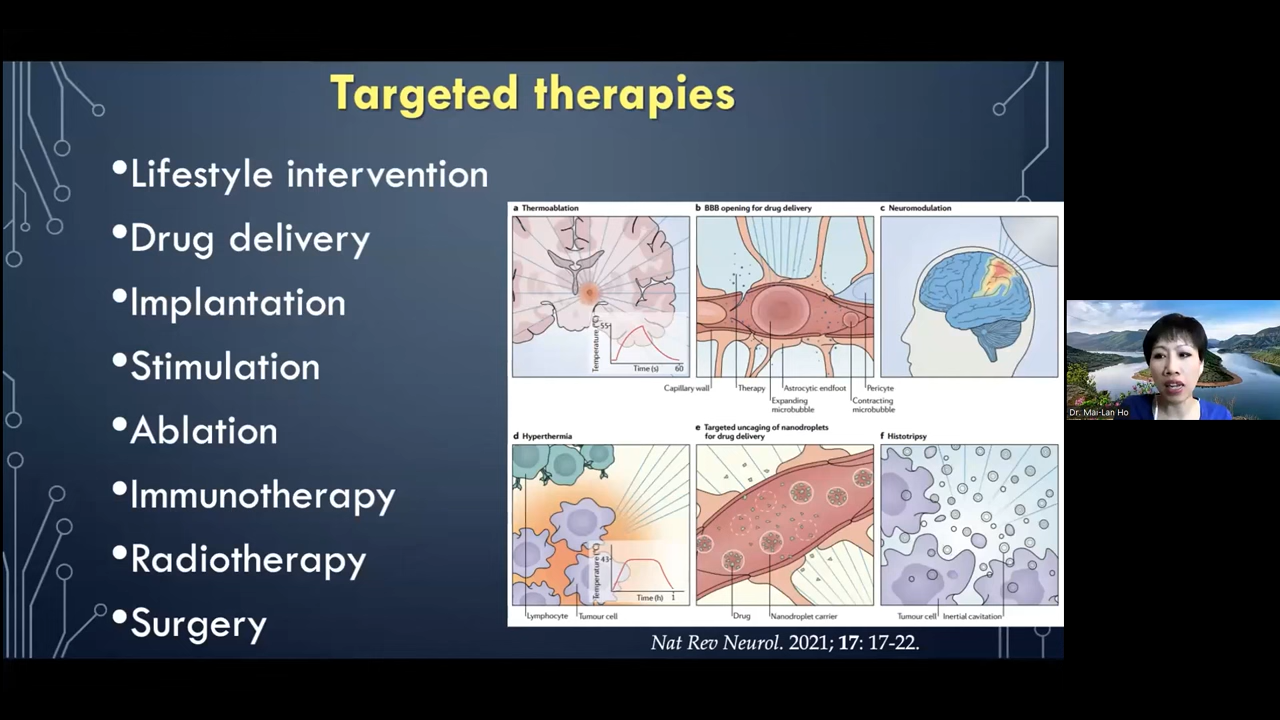 Targeted therapies
•Lifestyle intervention
•Drug delivery
•Implantation
•Stimulation
•Ablation
•Immunotherapy
•Radiotherapy
•Surgery
a Thermoablation
Temperature (°C)
55
Time (s)
60
b BBB opening for drug delivery
Capillary wall
Therapy
Astrocytic endfoot
Pericyte
Expanding
microbubble
Contracting
microbubble
c Neuromodulation
d Hyperthermia
Temperature (°C)
43
Time (h)
1
Lymphocyte
Tumour cell
e Targeted uncaging of nanodroplets
for drug delivery
Drug
Nanodroplet carrier
f Histotripsy
Tumour cell
Inertial cavitation
Nat Rev Neurol. 2021; 17: 17-22.
Dr. Mai-Lan Ho